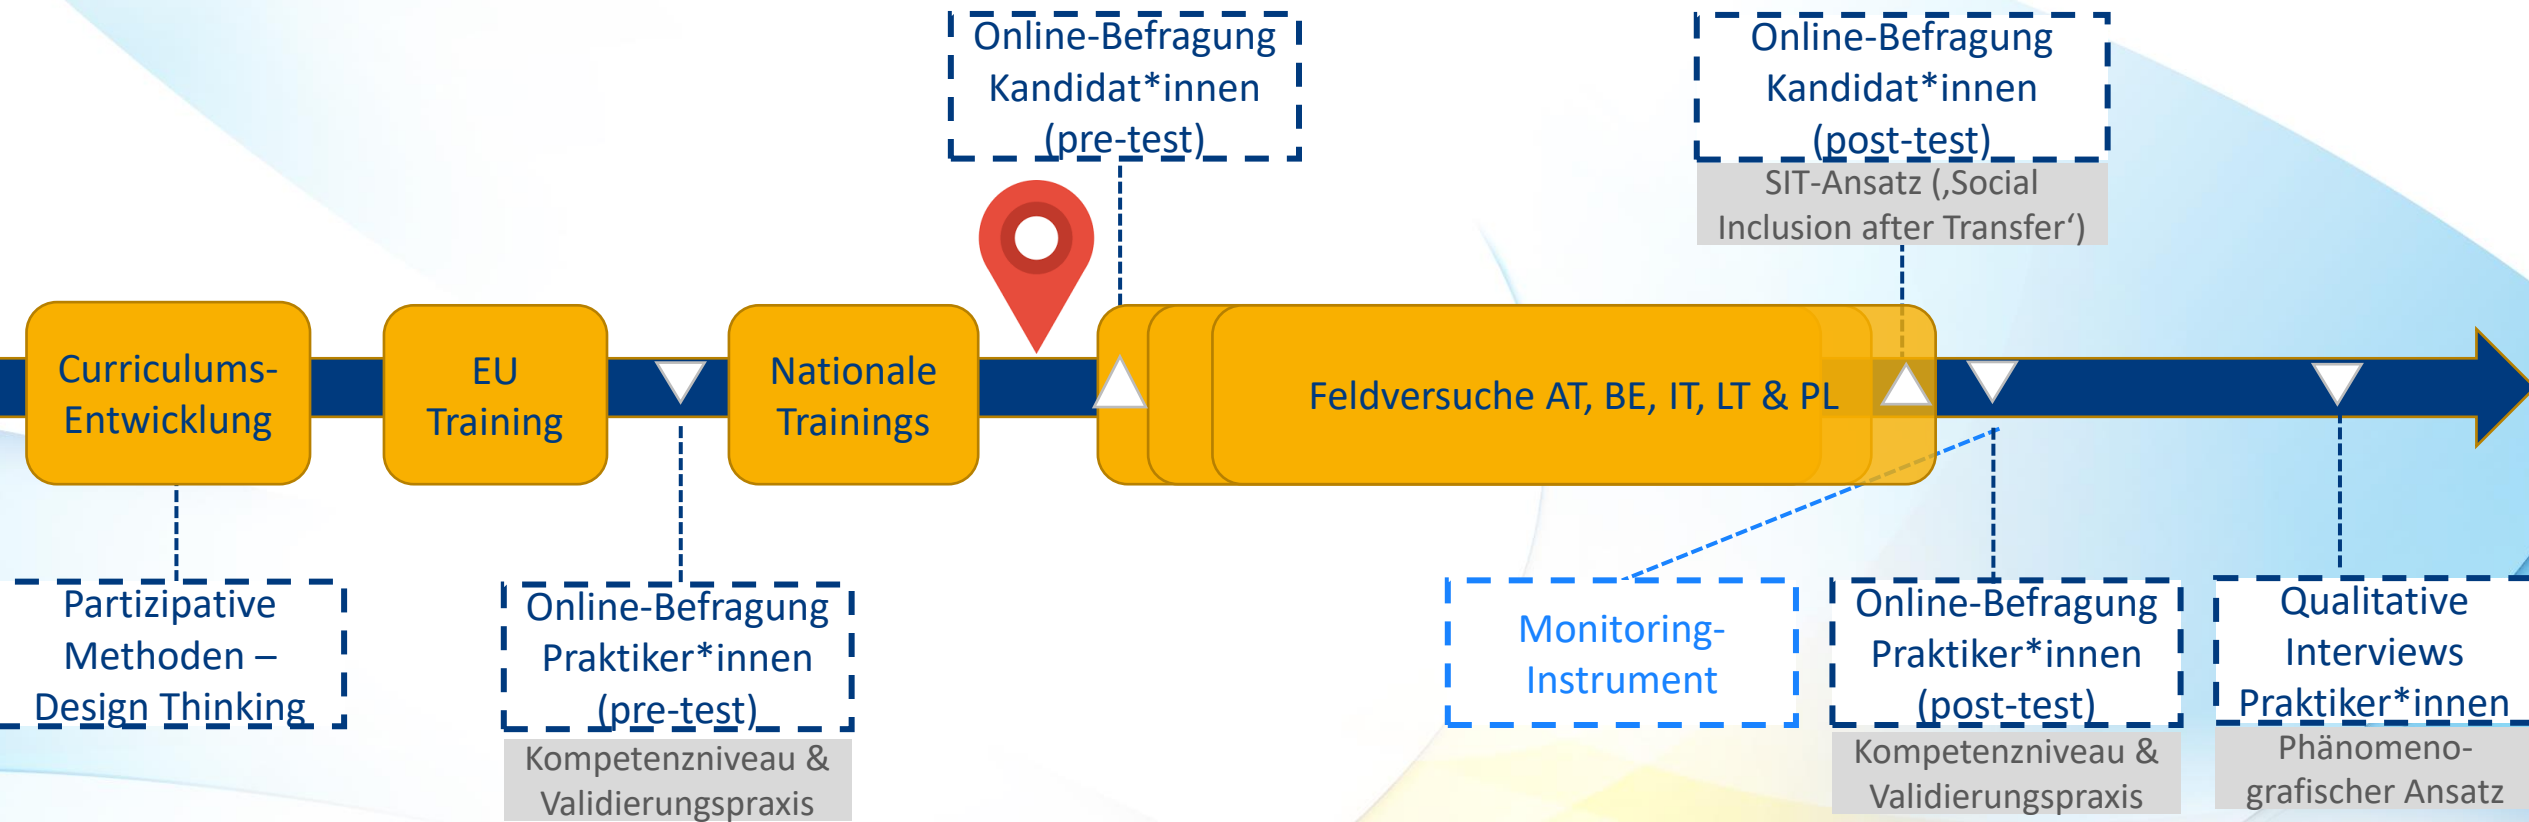 Online-Befragung
Kandidat*innen
(pre-test)
Online-Befragung
Kandidat*innen
(post-test)
SIT-Ansatz (‚Social
Inclusion after Transfer‘)
Curriculums-
Entwicklung
EU
Training
Nationale
Trainings
Feldversuche AT, BE, IT, LT & PL
Partizipative
Methoden –
Design Thinking
Online-Befragung
Praktiker*innen
(pre-test)
Kompetenzniveau &
Validierungspraxis
Monitoring-
Instrument
Online-Befragung
Praktiker*innen
(post-test)
Kompetenzniveau &
Validierungspraxis
Qualitative
Interviews
Praktiker*innen
Phänomeno-
grafischer Ansatz